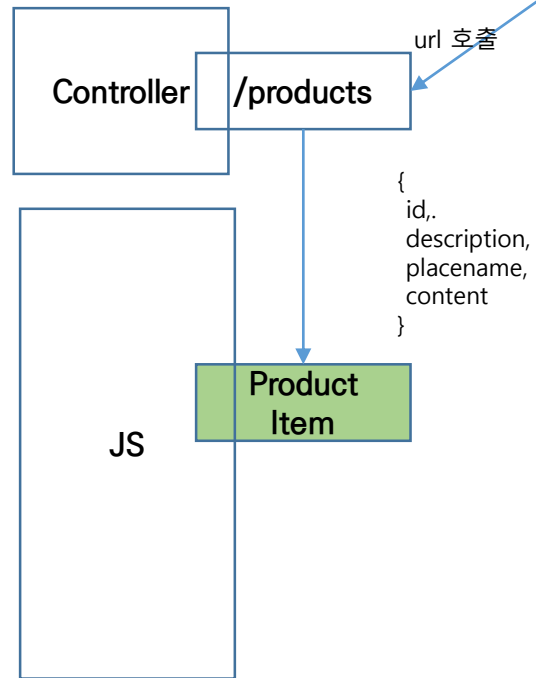 url 호출
Controller
/products
{
id,.
description,
placename,
content
}
Product
Item
JS